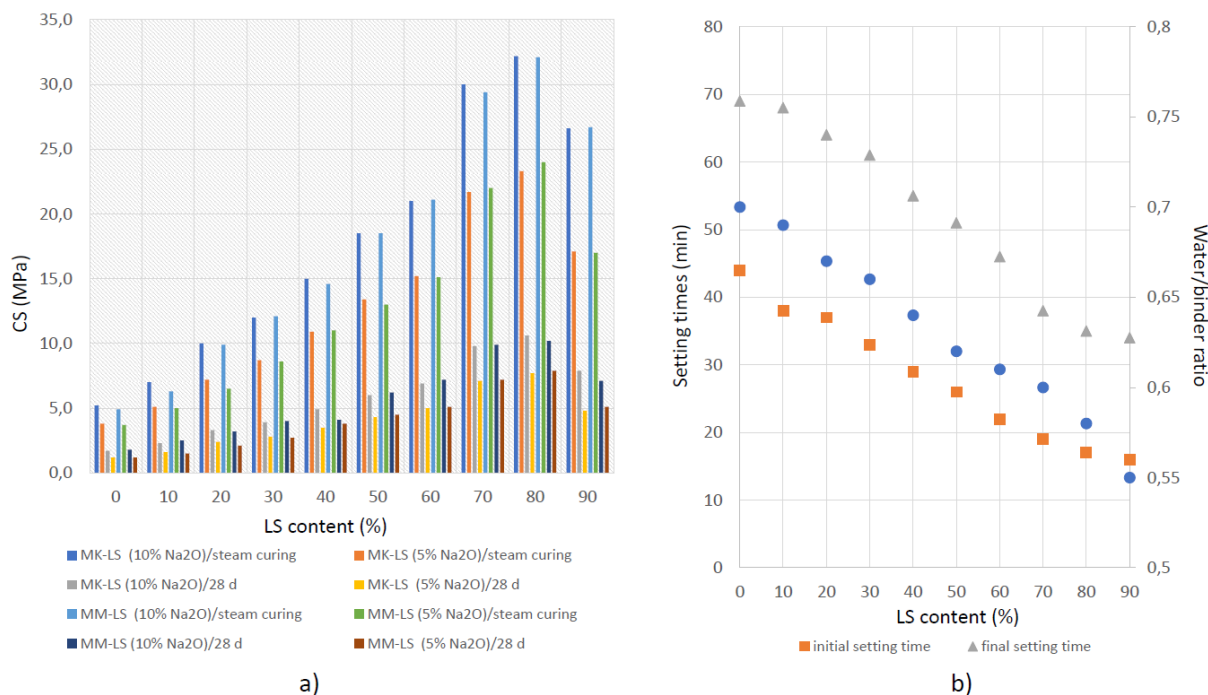 35,0
30,0
25,0
20,0
15,0
10,0
5,0
0,0
CS (MPa)
0 10 20 30 40 50 60 70 80 90
LS content (%)
MK-LS (10% Na2O)/steam curing
MK-LS (5% Na2O)/steam curing
MK-LS (10% Na2O)/28 d
MK-LS (5% Na2O)/28 d
MM-LS (10% Na2O)/steam curing
MM-LS (5% Na2O)/steam curing
MM-LS (10% Na2O)/28 d
MM-LS (5% Na2O)/28 d
a)
80
70
60
50
40
30
20
10
0
Setting times (min)
0,8
0,75
0,7
0,65
0,6
0,55
0,5
Water/binder ratio
0 10 20 30 40 50 60 70 80 90
LS content (%)
initial setting time
final setting time
b)